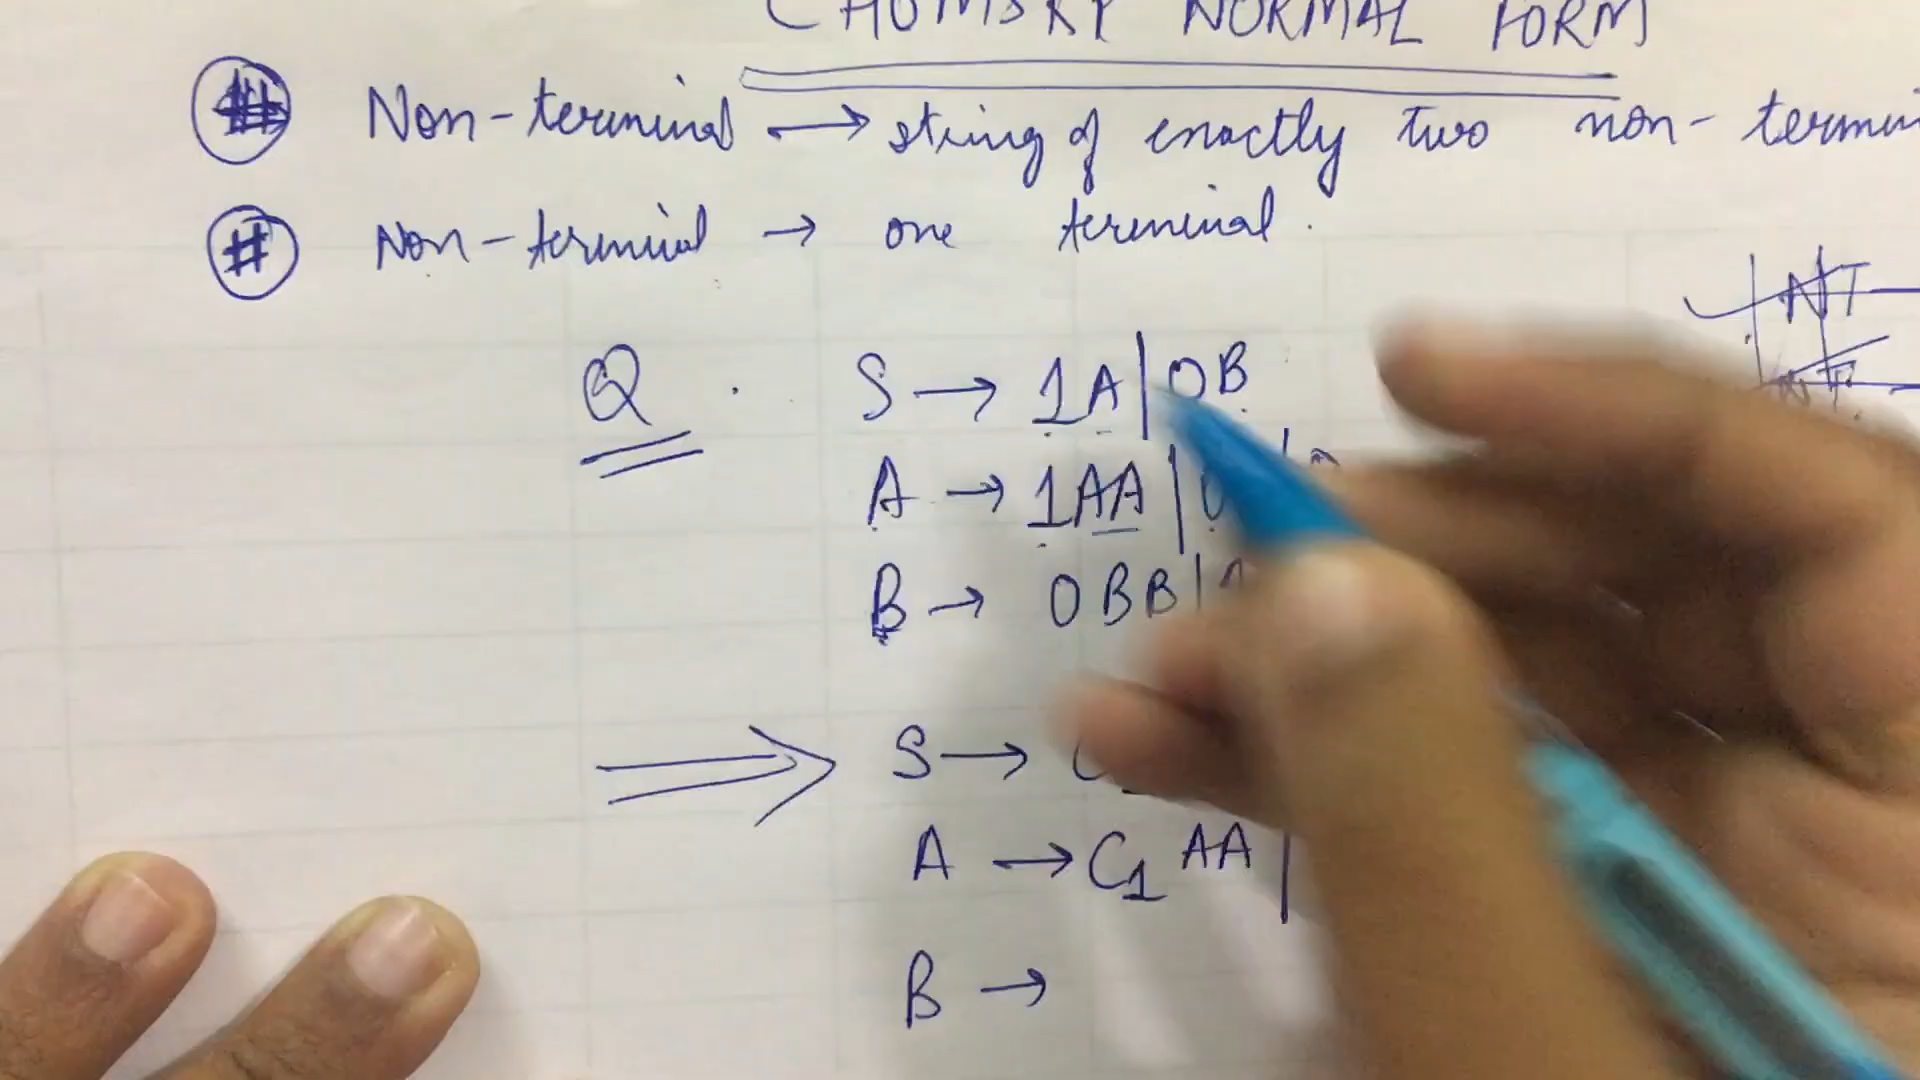 CHOMSKY NORMAL FORM
# Non-terminal → string of exactly two non-
# Non-terminal → one terminal.
Q. S → 1A | 0B
A → 1AA | 0
B → 0BB |
⇒ S →
A → C1 AA |
B →